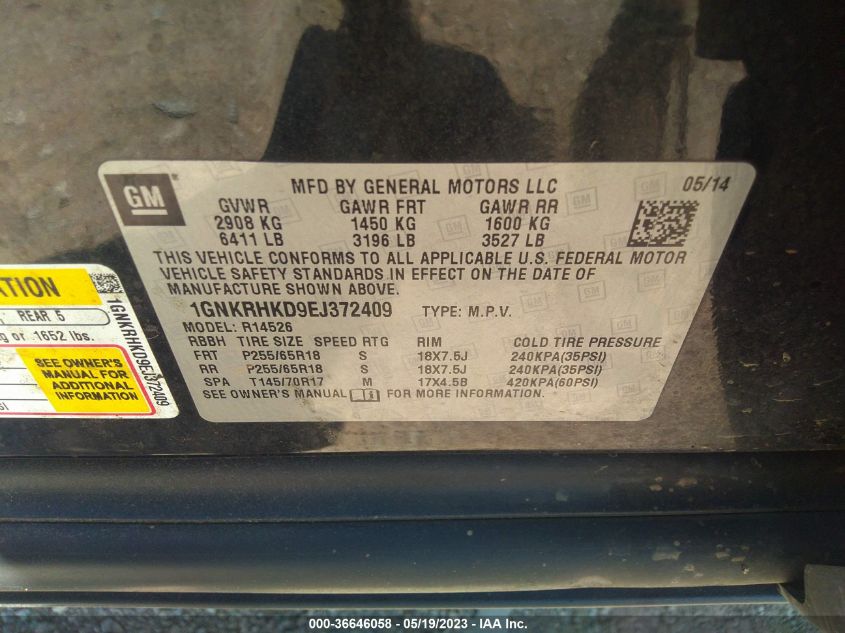 GM
MFD BY GENERAL MOTORS LLC 05/14
GVWR GAWR FRT GAWR RR
2908 KG 1450 KG 1600 KG
6411 LB 3196 LB 3527 LB
THIS VEHICLE CONFORMS TO ALL APPLICABLE U.S. FEDERAL MOTOR
VEHICLE SAFETY STANDARDS IN EFFECT ON THE DATE OF
MANUFACTURE SHOWN ABOVE.
1GNKRHKD9EJ372409 TYPE: M.P.V.
MODEL: R14526
RBBH TIRE SIZE SPEED RTG RIM COLD TIRE PRESSURE
FRT P255/65R18 S 18X7.5J 240KPA(35PSI)
RR P255/65R18 S 18X7.5J 240KPA(35PSI)
SPA T145/70R17 M 17X4.5B 420KPA(60PSI)
SEE OWNER'S MANUAL FOR MORE INFORMATION.
REAR 5
or 1652 lbs.
SEE OWNER'S
MANUAL FOR
ADDITIONAL
INFORMATION
1GNKRHKD9EJ372409
000-36646058 - 05/19/2023 - IAA Inc.